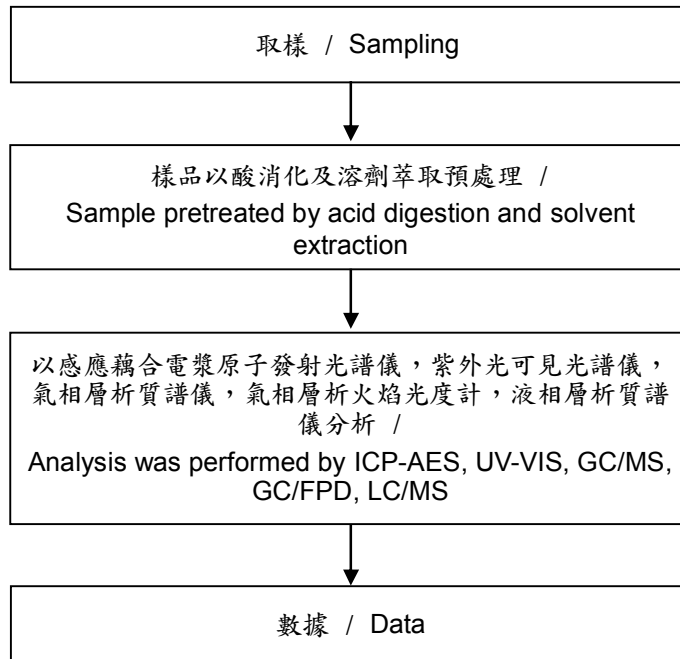 取樣 / Sampling
樣品以酸消化及溶劑萃取預處理 /
Sample pretreated by acid digestion and solvent
extraction
以感應藕合電漿原子發射光譜儀，紫外光可見光譜儀，
氣相層析質譜儀，氣相層析火焰光度計，液相層析質譜
儀分析 /
Analysis was performed by ICP-AES, UV-VIS, GC/MS,
GC/FPD, LC/MS
數據 / Data